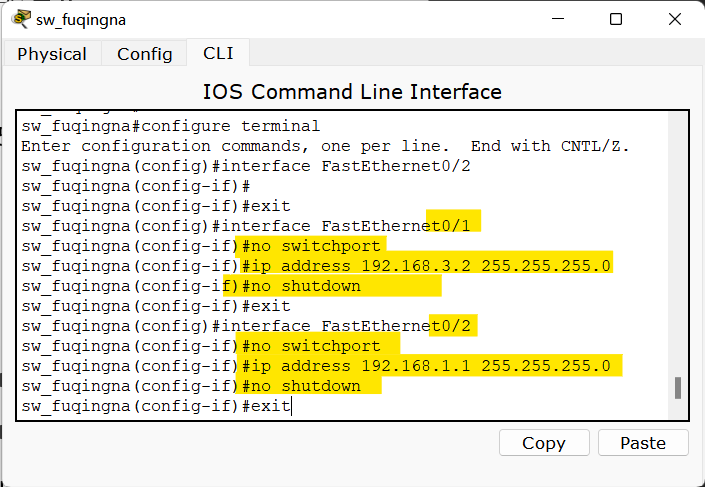 sw_fuqingna
Physical Config CLI
IOS Command Line Interface
sw_fuqingna#configure terminal
Enter configuration commands, one per line.  End with CNTL/Z.
sw_fuqingna(config)#interface FastEthernet0/2
sw_fuqingna(config-if)#
sw_fuqingna(config-if)#exit
sw_fuqingna(config)#interface FastEthernet0/1
sw_fuqingna(config-if)#no switchport
sw_fuqingna(config-if)#ip address 192.168.3.2 255.255.255.0
sw_fuqingna(config-if)#no shutdown
sw_fuqingna(config-if)#exit
sw_fuqingna(config)#interface FastEthernet0/2
sw_fuqingna(config-if)#no switchport
sw_fuqingna(config-if)#ip address 192.168.1.1 255.255.255.0
sw_fuqingna(config-if)#no shutdown
sw_fuqingna(config-if)#exit
Copy Paste